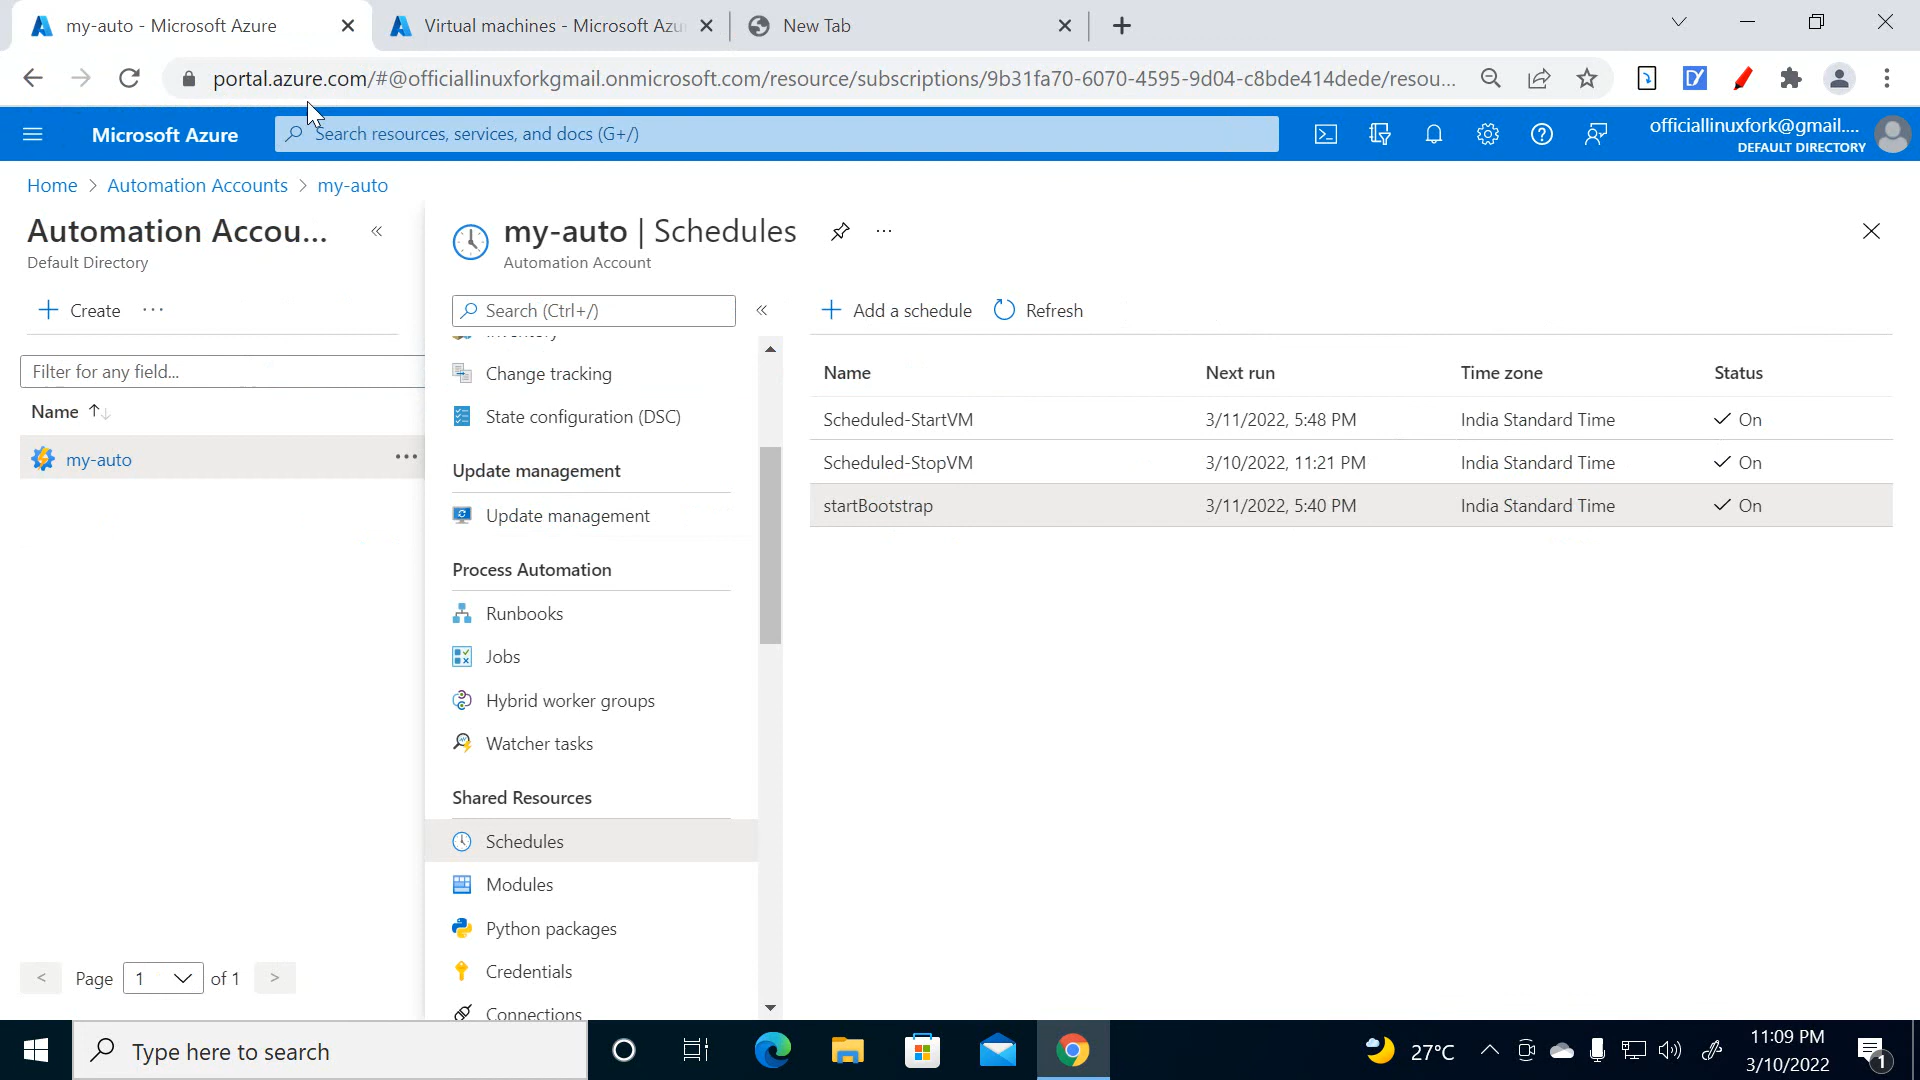 my-auto - Microsoft Azure
Virtual machines - Microsoft Azu
New Tab
portal.azure.com/#@officiallinuxforkgmail.onmicrosoft.com/resource/subscriptions/9b31fa70-6070-4595-9d04-c8bde414dede/resou...
Microsoft Azure
Search resources, services, and docs (G+/)
officiallinuxfork@gmail....
DEFAULT DIRECTORY
Home > Automation Accounts > my-auto
Automation Accou...
Default Directory
Create
Filter for any field...
Name
my-auto
Page 1 of 1
my-auto | Schedules
Automation Account
Search (Ctrl+/)
Inventory
Change tracking
State configuration (DSC)
Update management
Update management
Process Automation
Runbooks
Jobs
Hybrid worker groups
Watcher tasks
Shared Resources
Schedules
Modules
Python packages
Credentials
Connections
Add a schedule
Refresh
Name Next run Time zone Status
Scheduled-StartVM 3/11/2022, 5:48 PM India Standard Time On
Scheduled-StopVM 3/10/2022, 11:21 PM India Standard Time On
startBootstrap 3/11/2022, 5:40 PM India Standard Time On
Type here to search
27°C
11:09 PM
3/10/2022
1